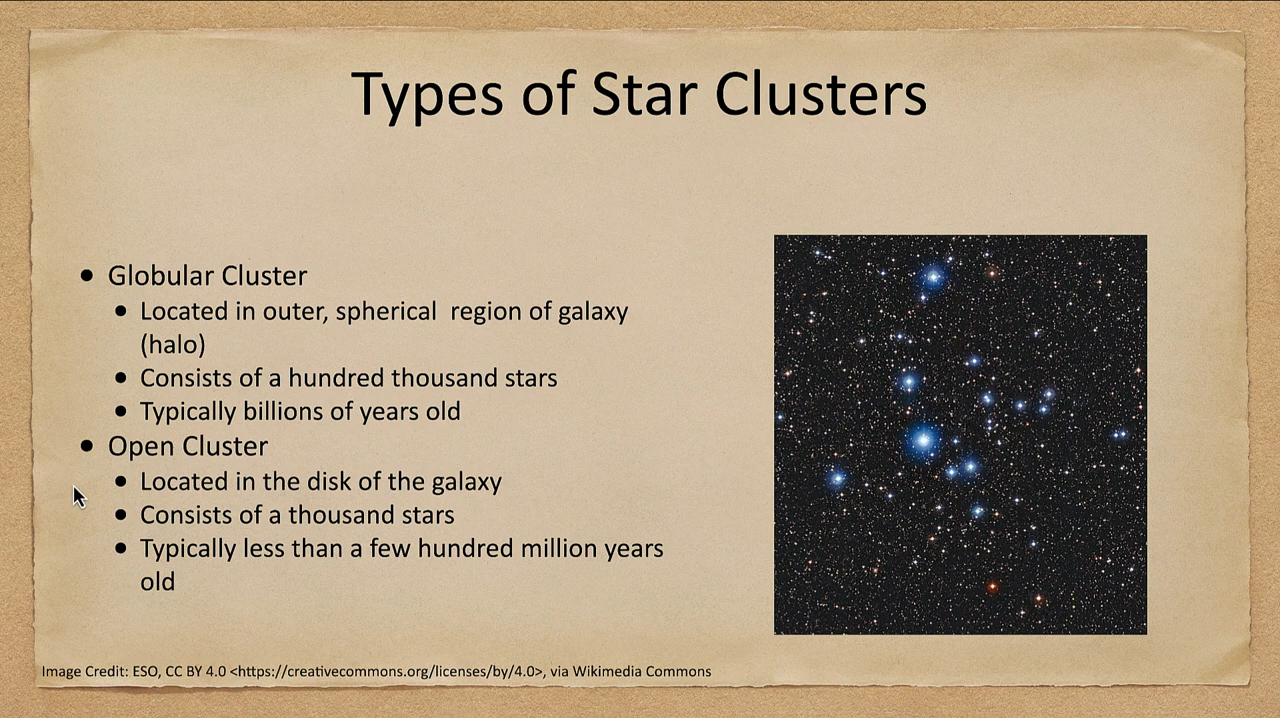 Types of Star Clusters
• Globular Cluster
• Located in outer, spherical  region of galaxy
(halo)
• Consists of a hundred thousand stars
• Typically billions of years old
• Open Cluster
• Located in the disk of the galaxy
• Consists of a thousand stars
• Typically less than a few hundred million years
old
Image Credit: ESO, CC BY 4.0 <https://creativecommons.org/licenses/by/4.0>, via Wikimedia Commons